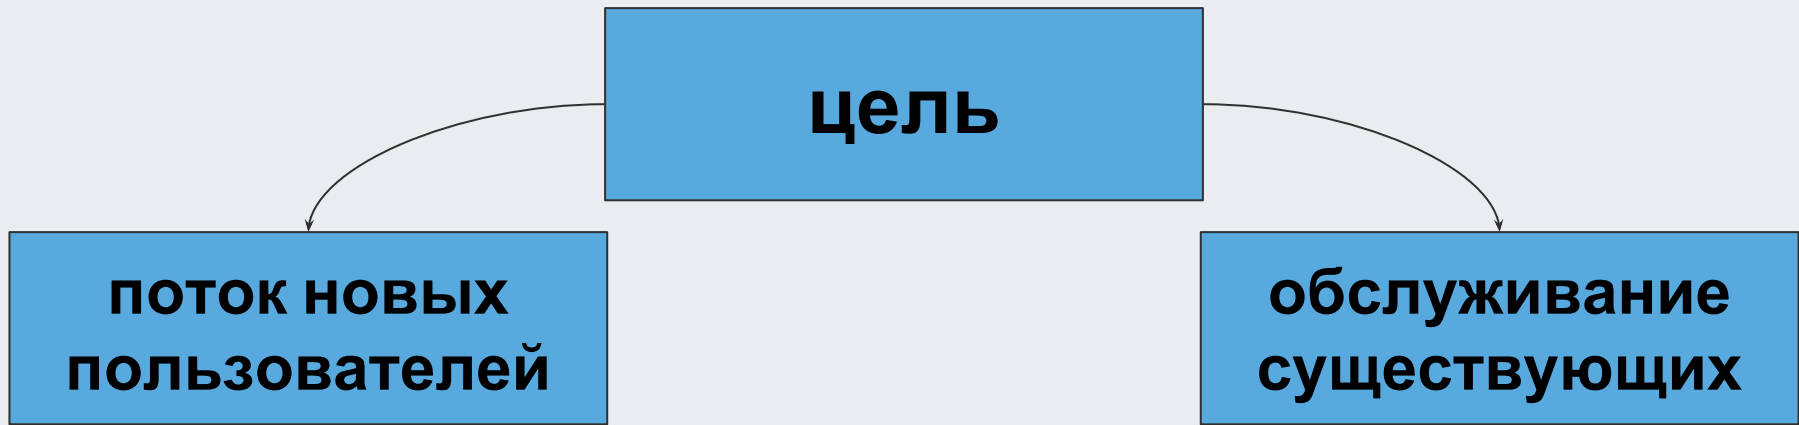 цель
поток новых
пользователей
обслуживание
существующих